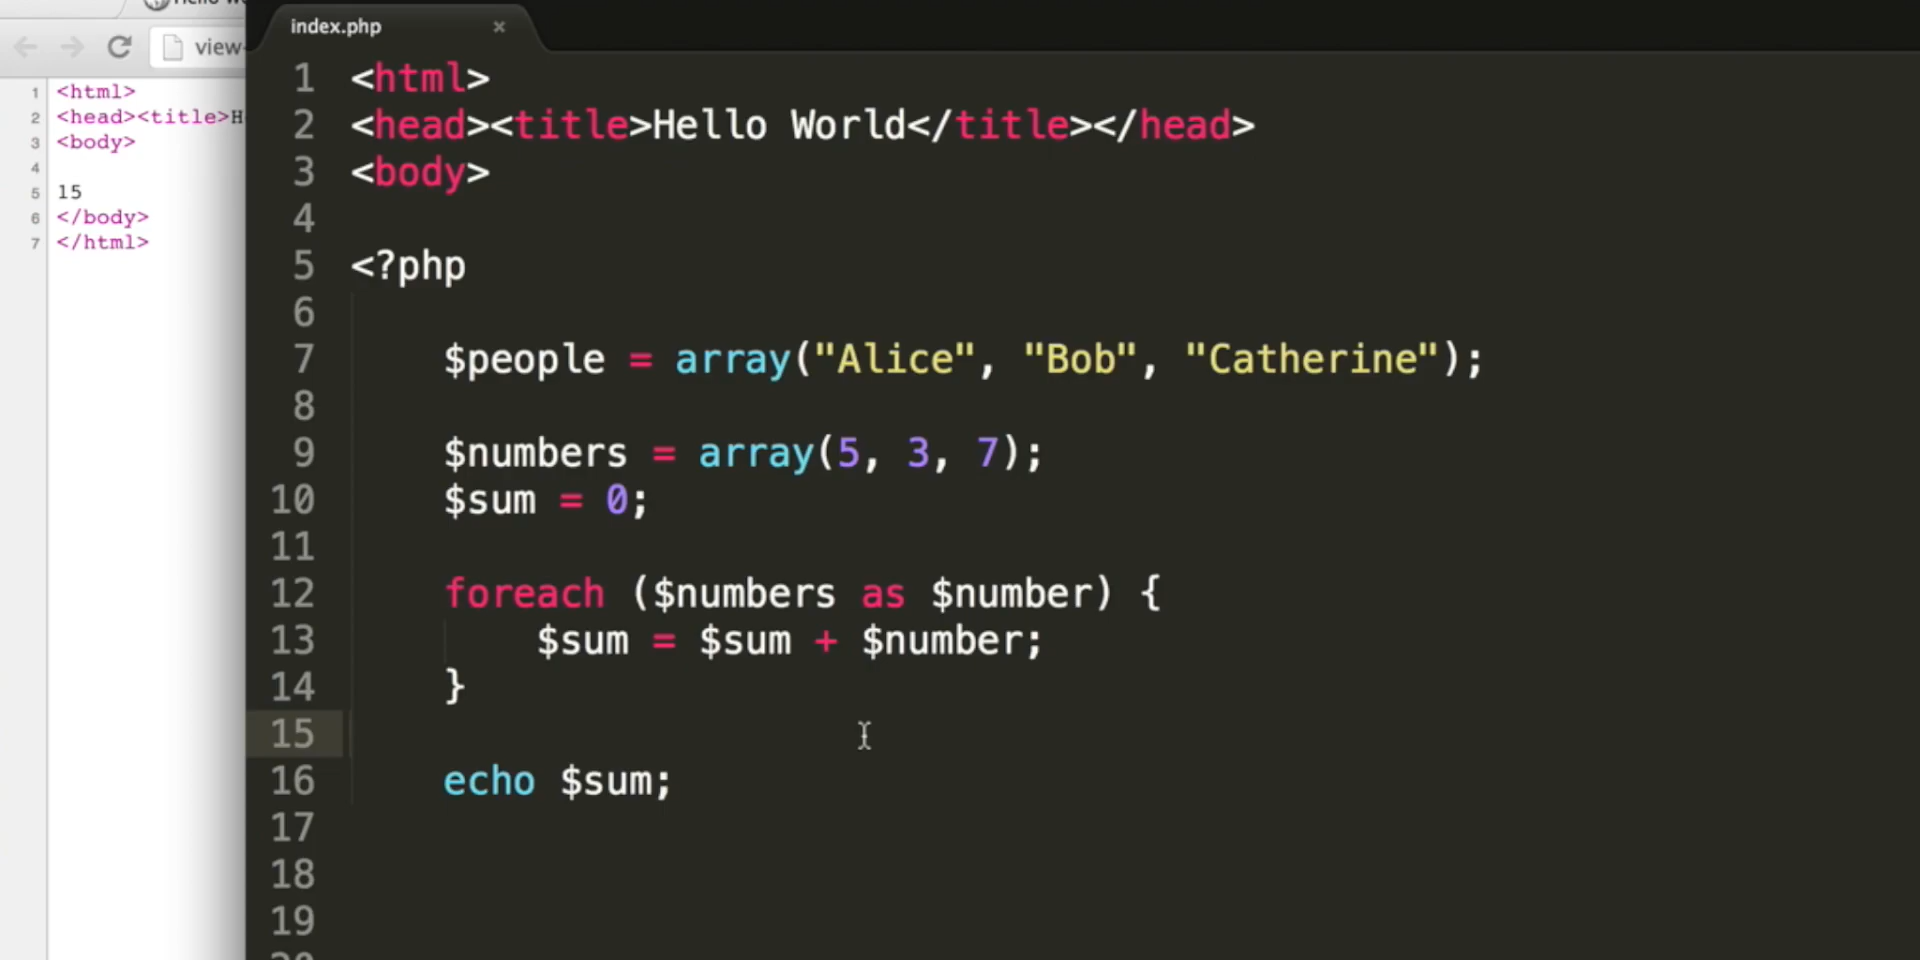 Hello W
view-
1 <html>
2 <head><title>H
3 <body>
4
5 15
6 </body>
7 </html>
index.php ×
1 <html>
2 <head><title>Hello World</title></head>
3 <body>
4
5 <?php
6
7 $people = array("Alice", "Bob", "Catherine");
8
9 $numbers = array(5, 3, 7);
10 $sum = 0;
11
12 foreach ($numbers as $number) {
13 $sum = $sum + $number;
14 }
15
16 echo $sum;
17
18
19